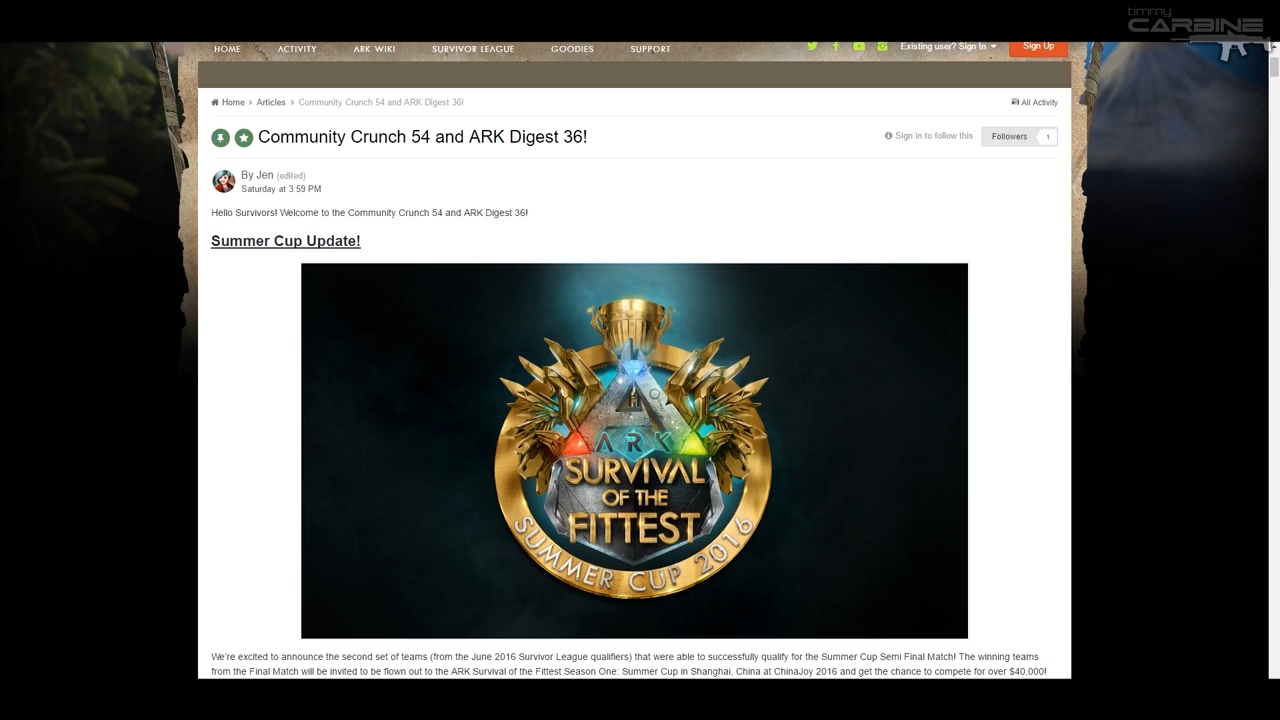 timmy
CARBINE
HOME ACTIVITY ARK WIKI SURVIVOR LEAGUE GOODIES SUPPORT Existing user? Sign In Sign Up
Home > Articles > Community Crunch 54 and ARK Digest 36! All Activity
Community Crunch 54 and ARK Digest 36! Sign in to follow this Followers 1
By Jen (edited)
Saturday at 3:59 PM
Hello Survivors! Welcome to the Community Crunch 54 and ARK Digest 36!
Summer Cup Update!
ARK
SURVIVAL
OF THE
FITTEST
SUMMER CUP 2016
We're excited to announce the second set of teams (from the June 2016 Survivor League qualifiers) that were able to successfully qualify for the Summer Cup Semi Final Match! The winning teams
from the Final Match will be invited to be flown out to the ARK Survival of the Fittest Season One: Summer Cup in Shanghai, China at ChinaJoy 2016 and get the chance to compete for over $40,000!